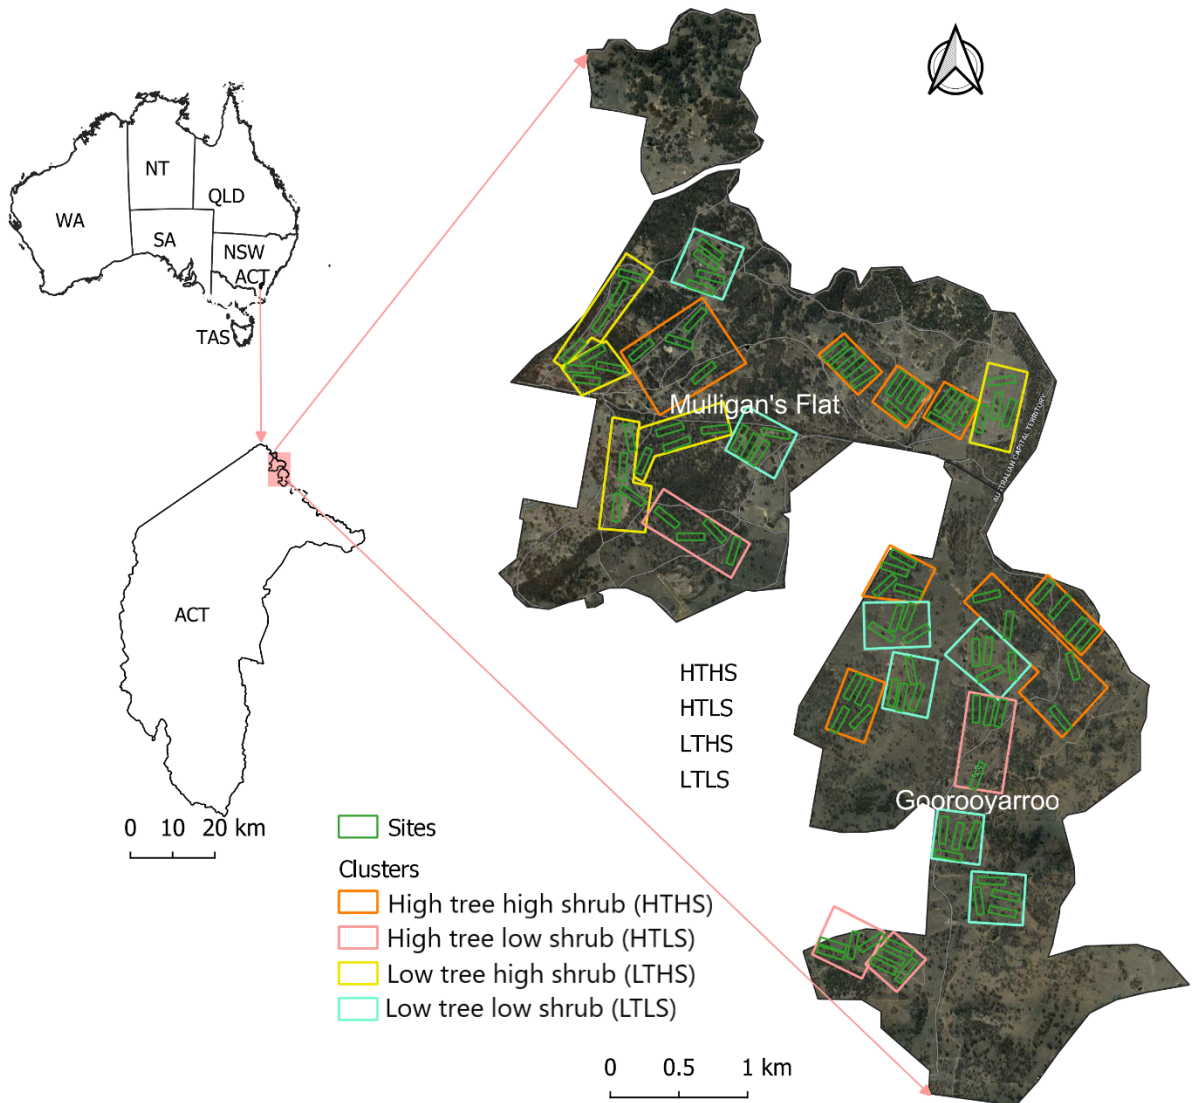 NT
QLD
WA
SA
NSW
ACT
TAS
Mulligan's Flat
AUSTRALIAN CAPITAL TERRITORY
ACT
HTHS
HTLS
LTHS
LTLS
Goorooyarroo
0 10 20 km
Sites
Clusters
High tree high shrub (HTHS)
High tree low shrub (HTLS)
Low tree high shrub (LTHS)
Low tree low shrub (LTLS)
0 0.5 1 km